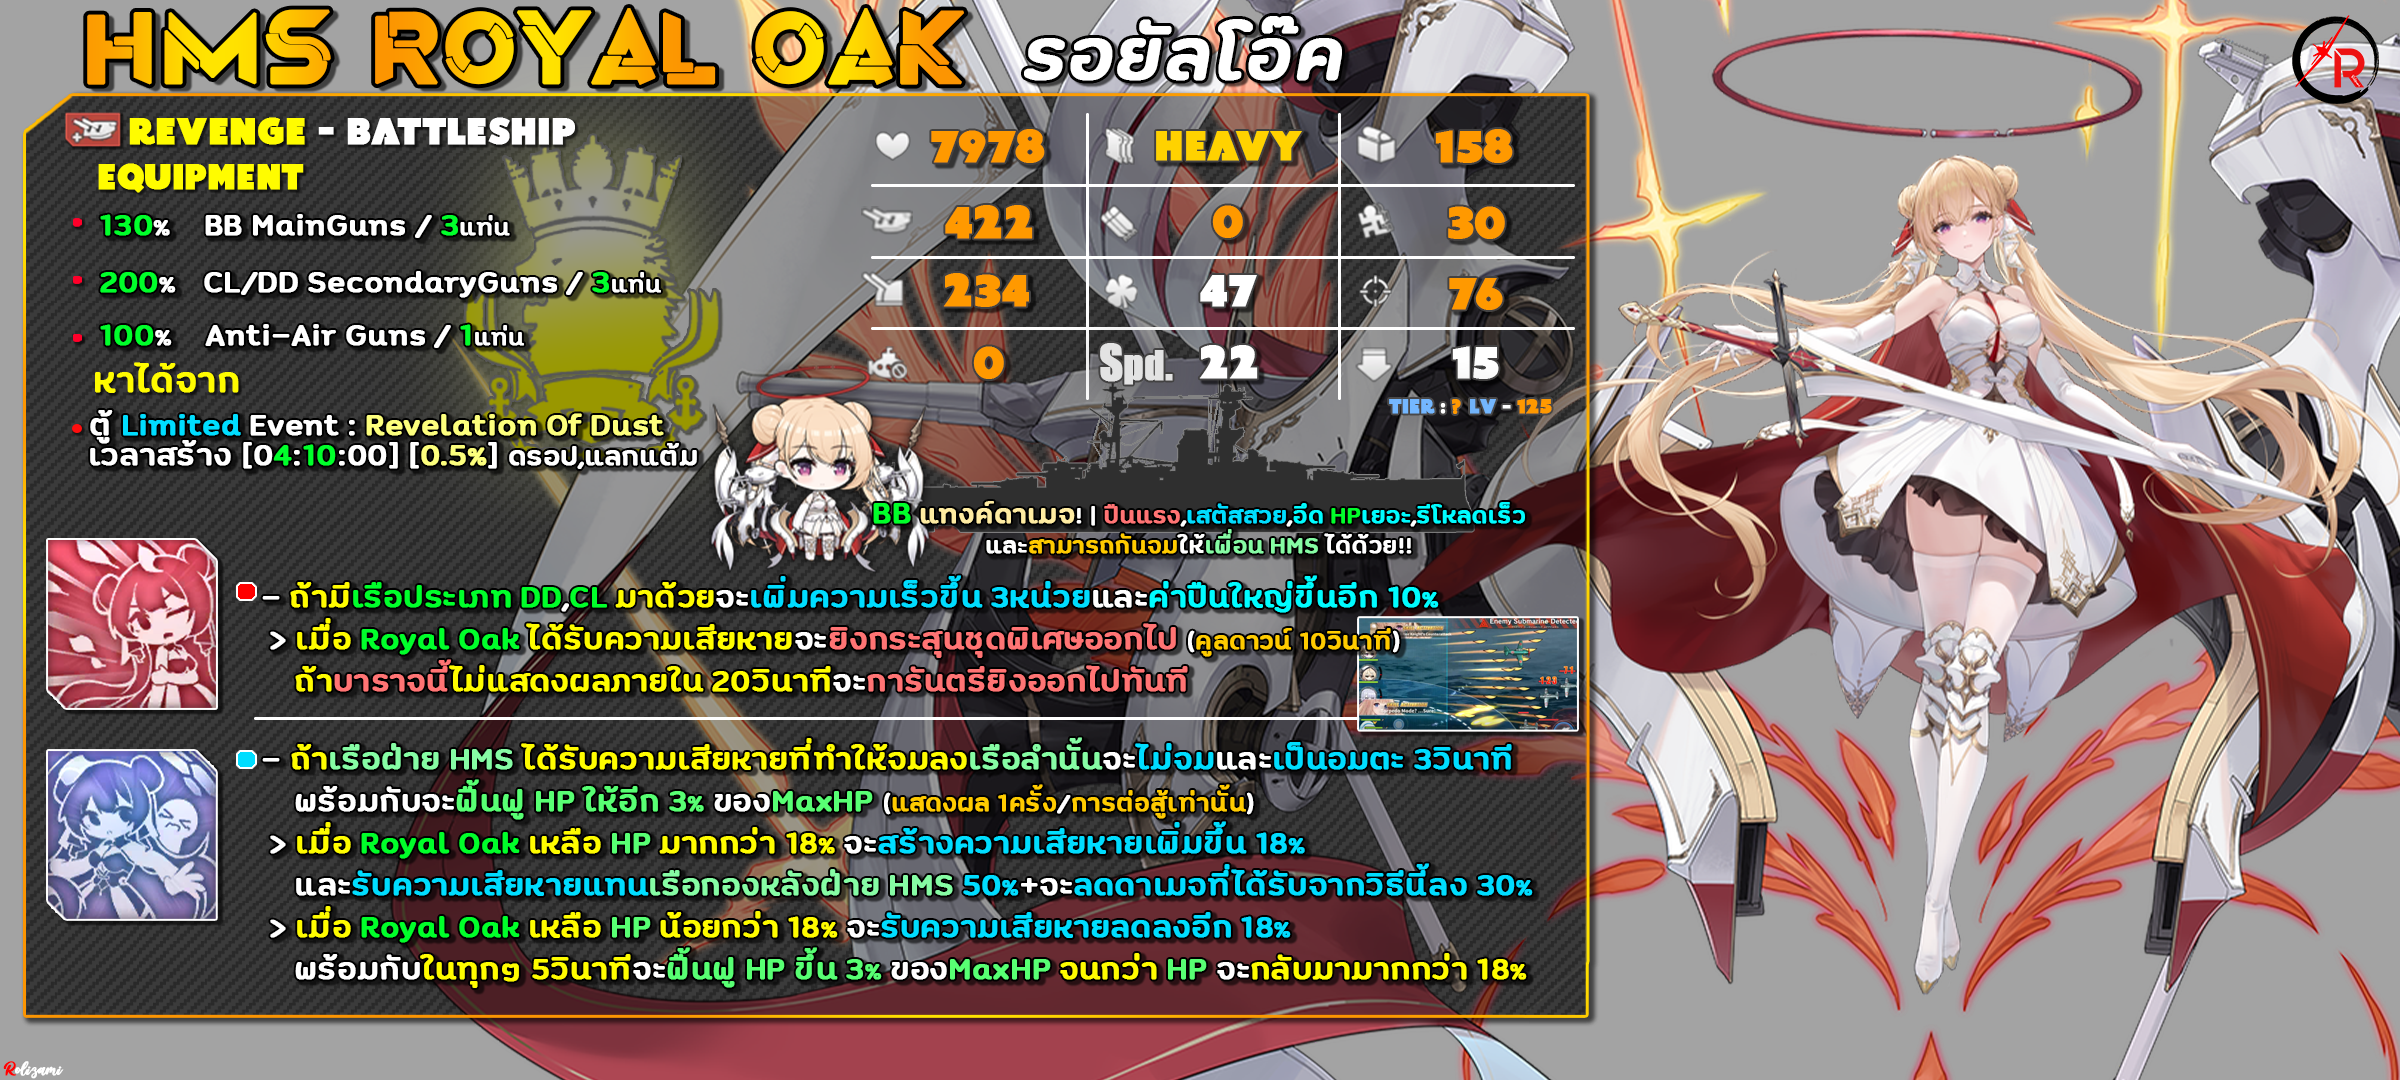 HMS ROYAL OAK รอยัลโอ๊ค
R
REVENGE - BATTLESHIP
EQUIPMENT
130% BB MainGuns / 3แท่น
200% CL/DD SecondaryGuns / 3แท่น
100% Anti-Air Guns / 1แท่น
หาได้จาก
ตู้ Limited Event : Revelation Of Dust
เวลาสร้าง [04:10:00] [0.5%] ดรอป,แลกแต้ม
7978 HEAVY 158
422 0 30
234 47 76
0 Spd. 22 15
TIER : ? LV - 125
BB แทงค์ดาเมจ! | ปืนแรง,เสตัสสวย,อึด HPเยอะ,รีโหลดเร็ว
และสามารถกันจมให้เพื่อน HMS ได้ด้วย!!
– ถ้ามีเรือประเภท DD,CL มาด้วยจะเพิ่มความเร็วขึ้น 3หน่วยและค่าปืนใหญ่ขึ้นอีก 10%
> เมื่อ Royal Oak ได้รับความเสียหายจะยิงกระสุนชุดพิเศษออกไป (คูลดาวน์ 10วินาที)
ถ้าบาราจนี้ไม่แสดงผลภายใน 20วินาทีจะการันตรียิงออกไปทันที
Enemy Submarine Detected
– ถ้าเรือฝ่าย HMS ได้รับความเสียหายที่ทำให้จมลงเรือลำนั้นจะไม่จมและเป็นอมตะ 3วินาที
พร้อมกับจะฟื้นฟู HP ให้อีก 3% ของMaxHP (แสดงผล 1ครั้ง/การต่อสู้เท่านั้น)
> เมื่อ Royal Oak เหลือ HP มากกว่า 18% จะสร้างความเสียหายเพิ่มขึ้น 18%
และรับความเสียหายแทนเรือกองหลังฝ่าย HMS 50%+จะลดดาเมจที่ได้รับจากวิธีนี้ลง 30%
> เมื่อ Royal Oak เหลือ HP น้อยกว่า 18% จะรับความเสียหายลดลงอีก 18%
พร้อมกับในทุกๆ 5วินาทีจะฟื้นฟู HP ขึ้น 3% ของMaxHP จนกว่า HP จะกลับมามากกว่า 18%
Rolizami